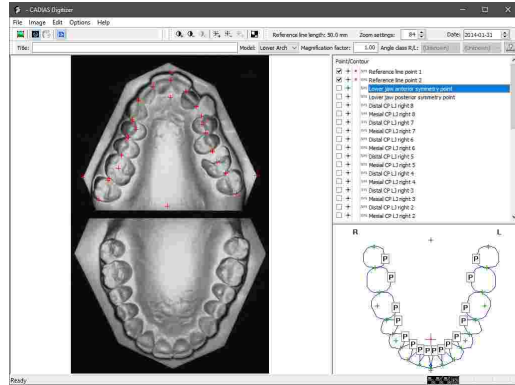 - CADIAS Digitizer
File Image Edit Options Help
Reference line length: 50.0 mm Zoom settings: 84 Date: 2014-03-31
Title: Model: Lower Arch Magnification factor: 1.00 Angle class R/L: (Unknown) (Unknown)
Point/Contour
Reference line point 1
Reference line point 2
Lower jaw anterior symmetry point
Lower jaw posterior symmetry point
Distal CP LJ right 8
Mesial CP LJ right 8
Distal CP LJ right 7
Mesial CP LJ right 7
Distal CP LJ right 6
Mesial CP LJ right 6
Distal CP LJ right 5
Mesial CP LJ right 5
Distal CP LJ right 4
Mesial CP LJ right 4
Distal CP LJ right 3
Mesial CP LJ right 3
Distal CP LJ right 2
Mesial CP LJ right 2
R L
P P
P P
P P
P P
P P
P P P P P P
Ready